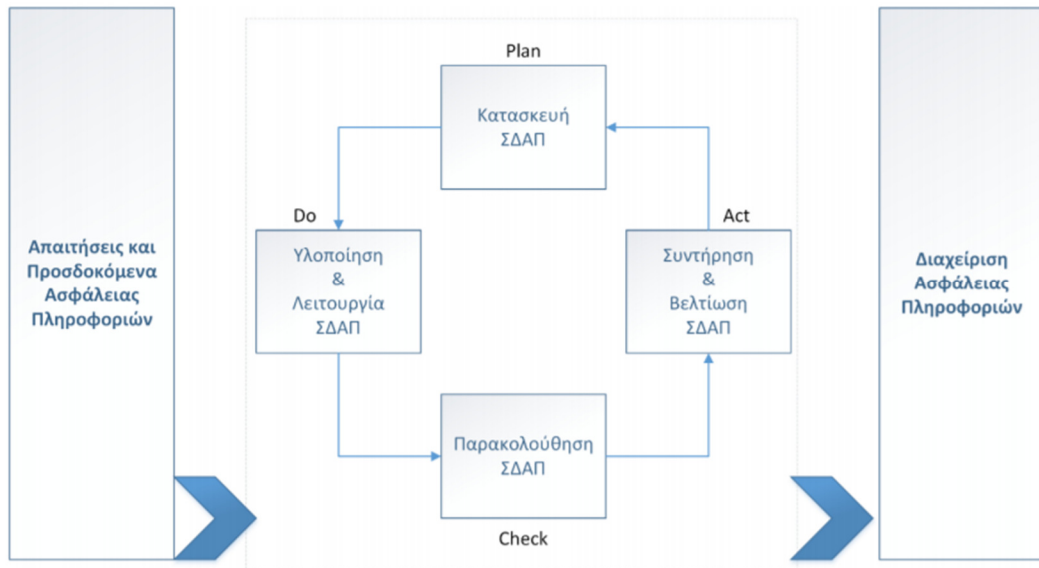 Απαιτήσεις και
Προσδοκόμενα
Ασφάλειας
Πληροφοριών
Plan
Κατασκευή
ΣΔΑΠ
Do
Υλοποίηση
&
Λειτουργία
ΣΔΑΠ
Act
Συντήρηση
&
Βελτίωση
ΣΔΑΠ
Παρακολούθηση
ΣΔΑΠ
Check
Διαχείριση
Ασφάλειας
Πληροφοριών